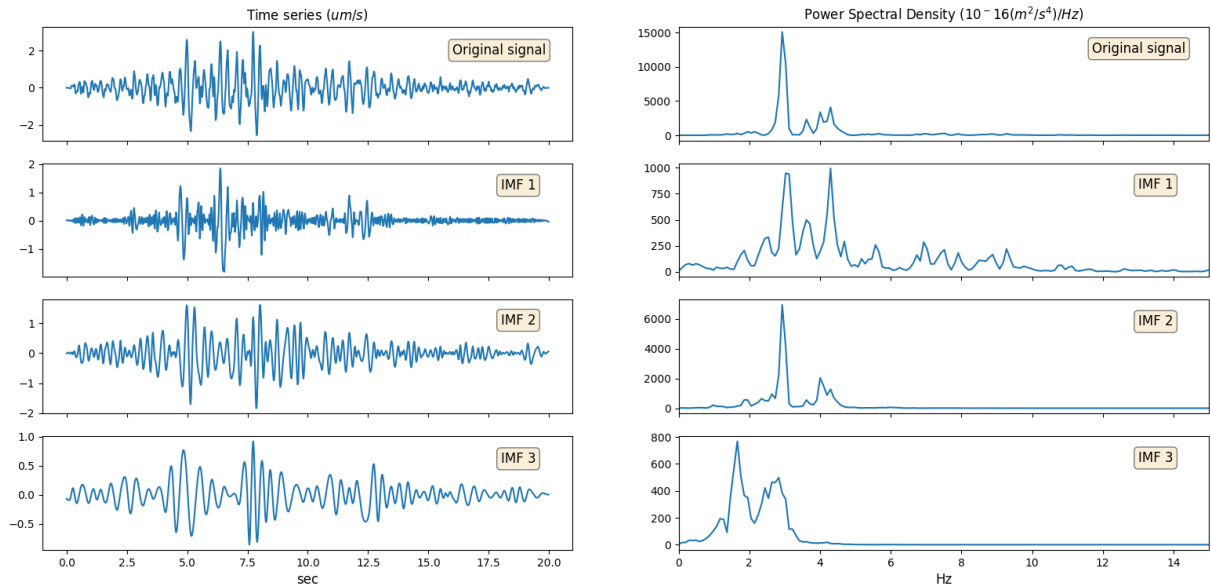 Time series (um/s)
Original signal
2
0
−2
IMF 1
2
1
0
−1
IMF 2
1
0
−1
−2
IMF 3
1.0
0.5
0.0
−0.5
0.0 2.5 5.0 7.5 10.0 12.5 15.0 17.5 20.0
sec
Power Spectral Density (10⁻16(m²/s⁴)/Hz)
Original signal
15000
10000
5000
0
IMF 1
1000
750
500
250
0
IMF 2
6000
4000
2000
0
0 2 4 6 8 10 12 14
IMF 3
800
600
400
200
0
Hz